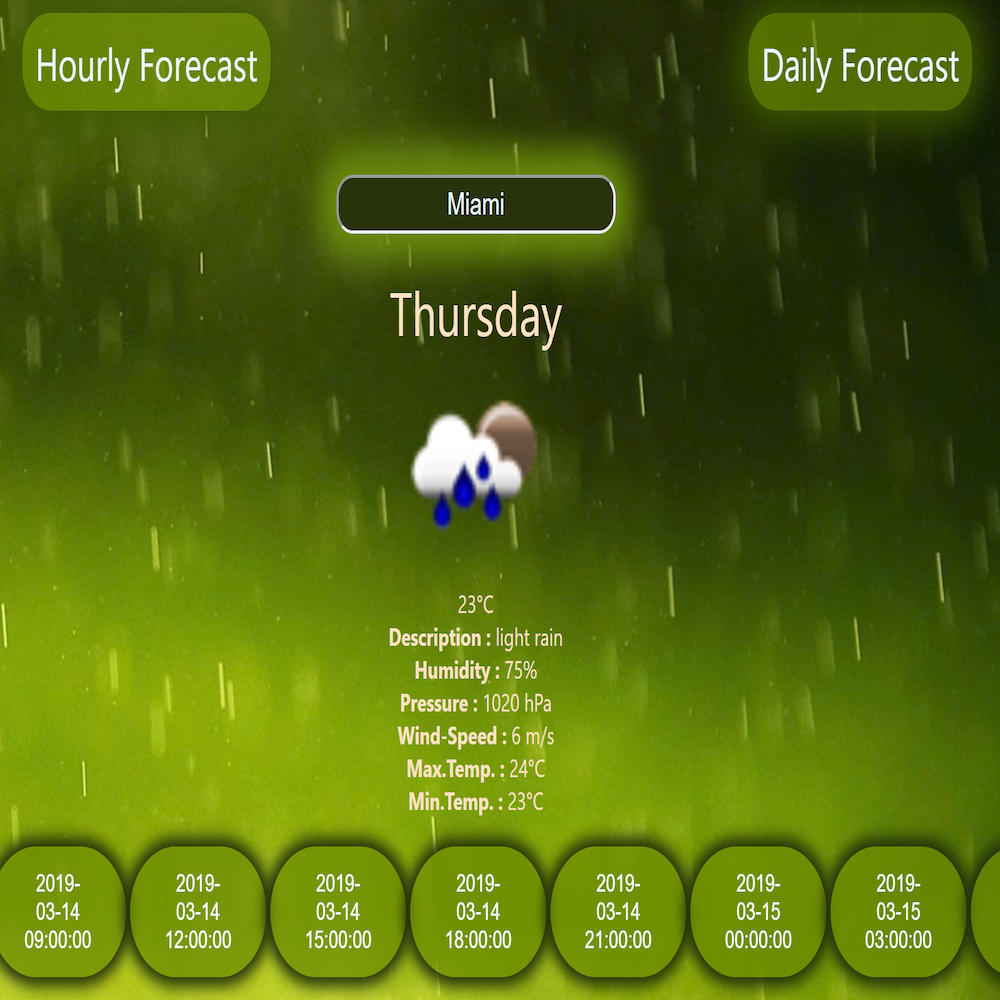 Hourly Forecast
Daily Forecast
Miami
Thursday
23°C
Description : light rain
Humidity : 75%
Pressure : 1020 hPa
Wind-Speed : 6 m/s
Max.Temp. : 24°C
Min.Temp. : 23°C
2019-
03-14
09:00:00
2019-
03-14
12:00:00
2019-
03-14
15:00:00
2019-
03-14
18:00:00
2019-
03-14
21:00:00
2019-
03-15
00:00:00
2019-
03-15
03:00:00